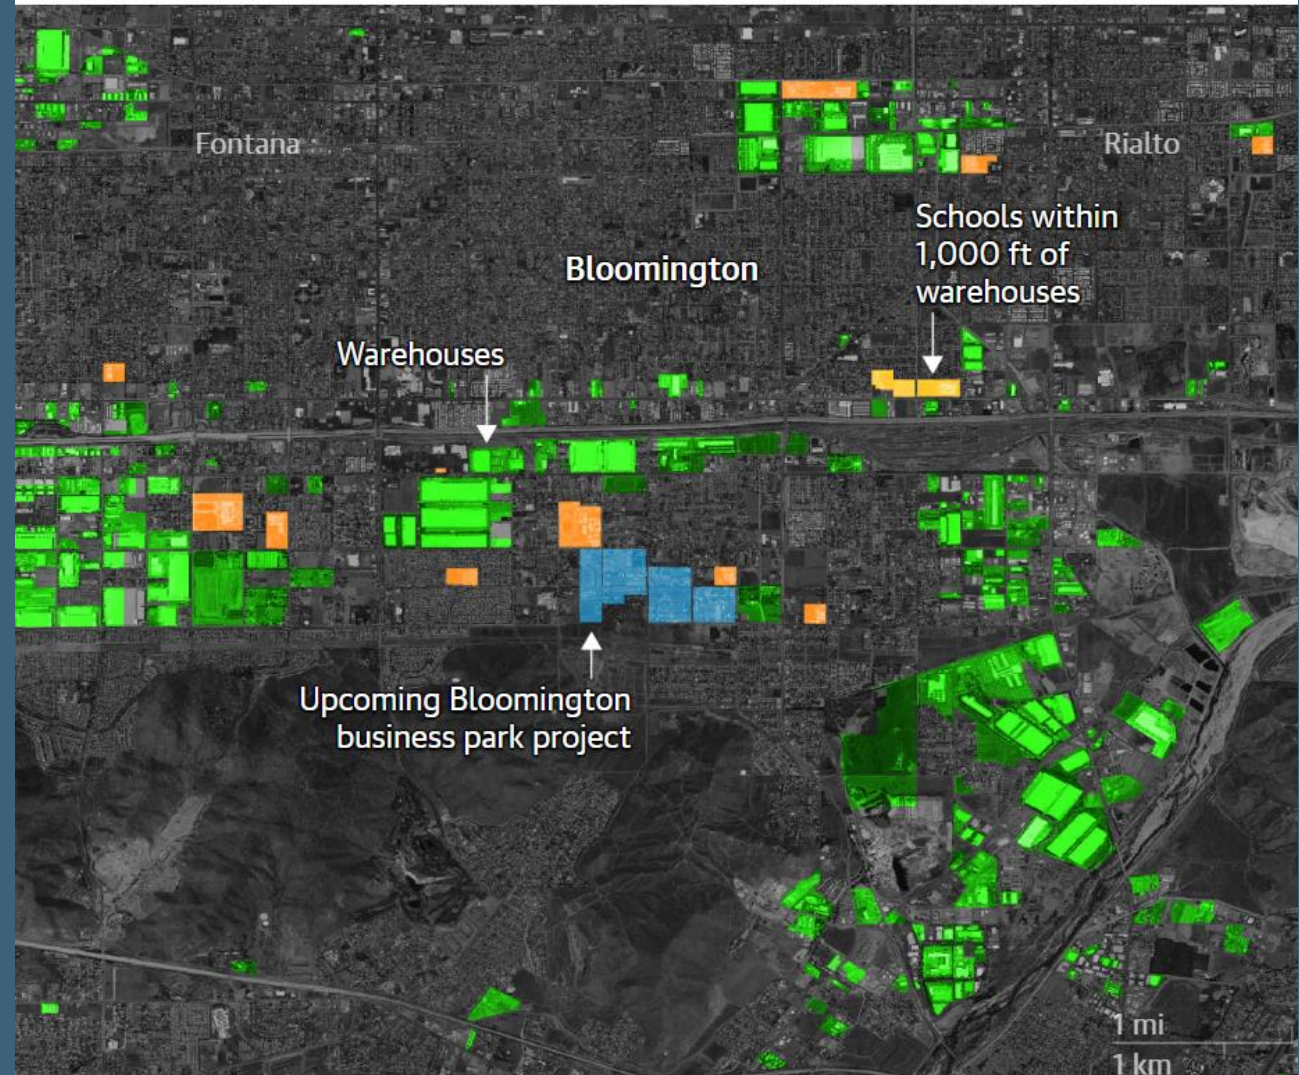 Fontana
Rialto
Schools within
1,000 ft of
warehouses
Bloomington
Warehouses
Upcoming Bloomington
business park project
1 mi
1 km